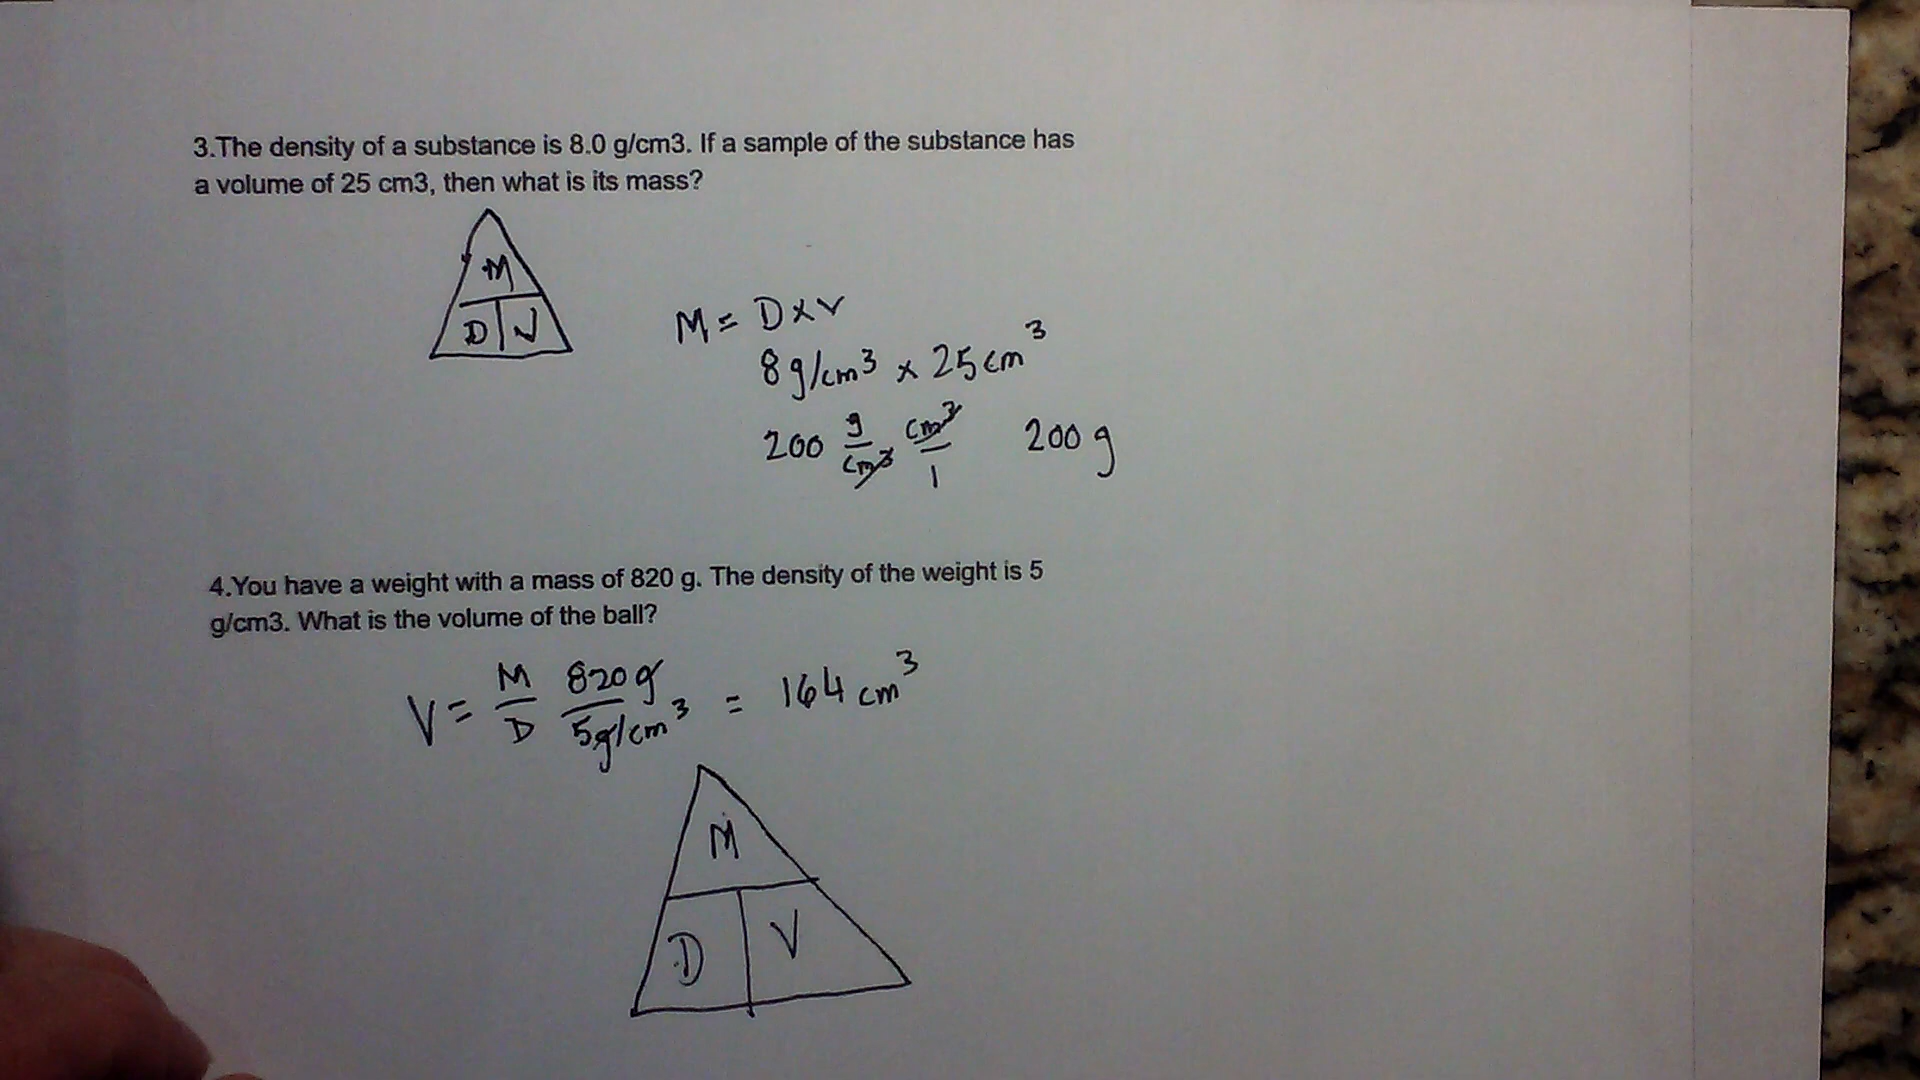 3.The density of a substance is 8.0 g/cm3. If a sample of the substance has
a volume of 25 cm3, then what is its mass?
M
D V
M = D x V
8 g/cm³ x 25 cm³
200 g/cm³ cm³/1 200 g
4.You have a weight with a mass of 820 g. The density of the weight is 5
g/cm3. What is the volume of the ball?
V = M/D 820 g/5 g/cm³ = 164 cm³
M
D V